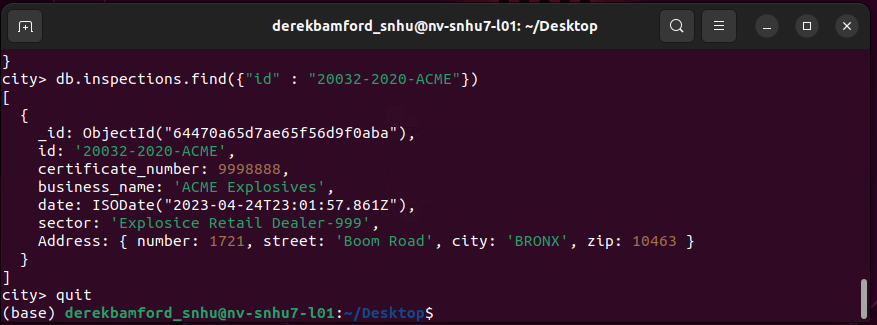 derekbamford_snhu@nv-snhu7-l01: ~/Desktop
}
city> db.inspections.find({"id" : "20032-2020-ACME"})
[
  {
    _id: ObjectId("64470a65d7ae65f56d9f0aba"),
    id: '20032-2020-ACME',
    certificate_number: 9998888,
    business_name: 'ACME Explosives',
    date: ISODate("2023-04-24T23:01:57.861Z"),
    sector: 'Explosice Retail Dealer-999',
    Address: { number: 1721, street: 'Boom Road', city: 'BRONX', zip: 10463 }
  }
]
city> quit
(base) derekbamford_snhu@nv-snhu7-l01:~/Desktop$